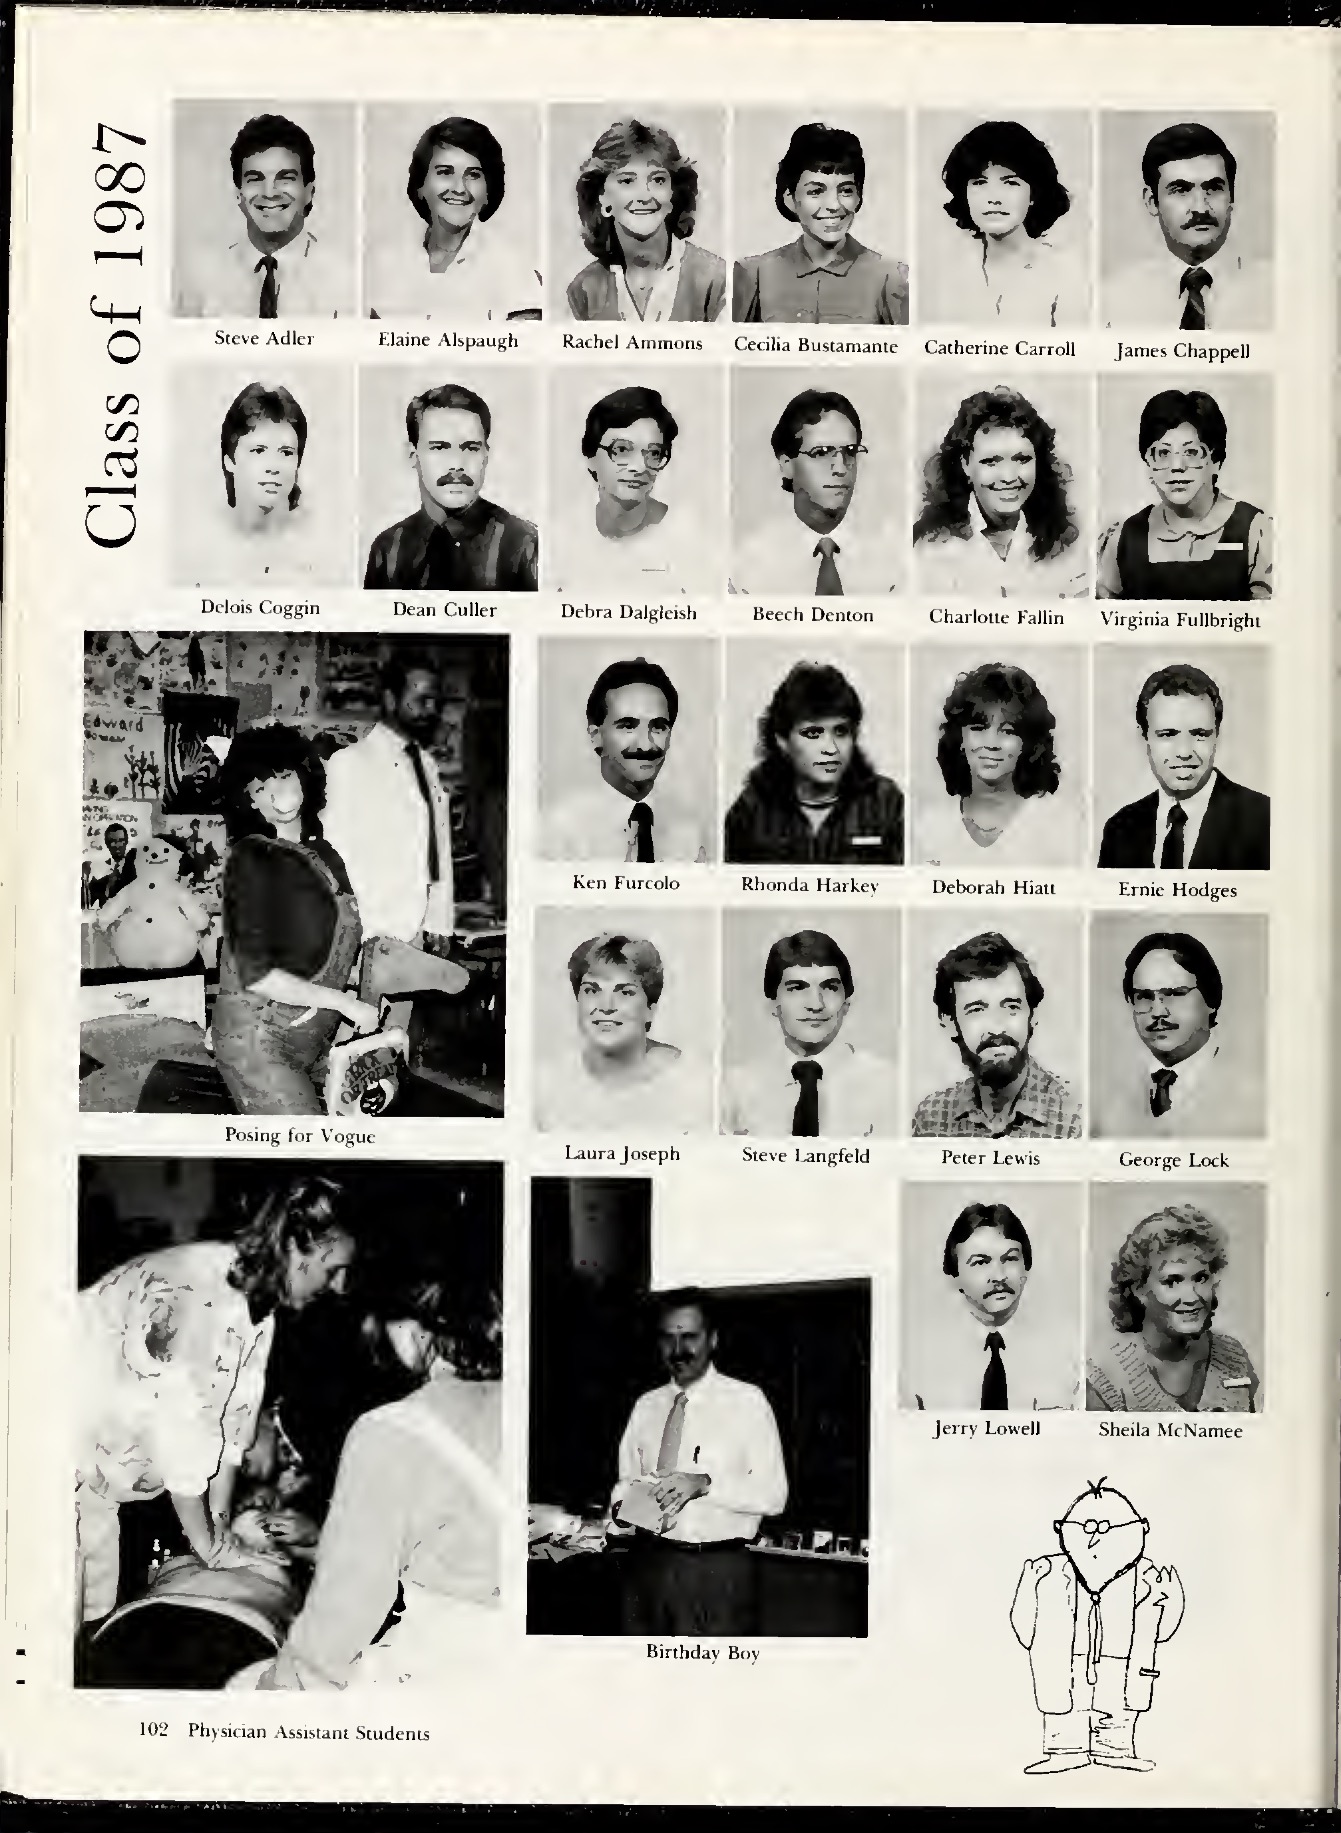 Class of 1987
Steve Adler
Elaine Alspaugh
Rachel Ammons
Cecilia Bustamante
Catherine Carroll
James Chappell
Delois Coggin
Dean Culler
Debra Dalgleish
Beech Denton
Charlotte Fallin
Virginia Fullbright
Edward
Ken Furcolo
Rhonda Harkey
Deborah Hiatt
Ernie Hodges
Posing for Vogue
Laura Joseph
Steve Langfeld
Peter Lewis
George Lock
Jerry Lowell
Sheila McNamee
Birthday Boy
102 Physician Assistant Students